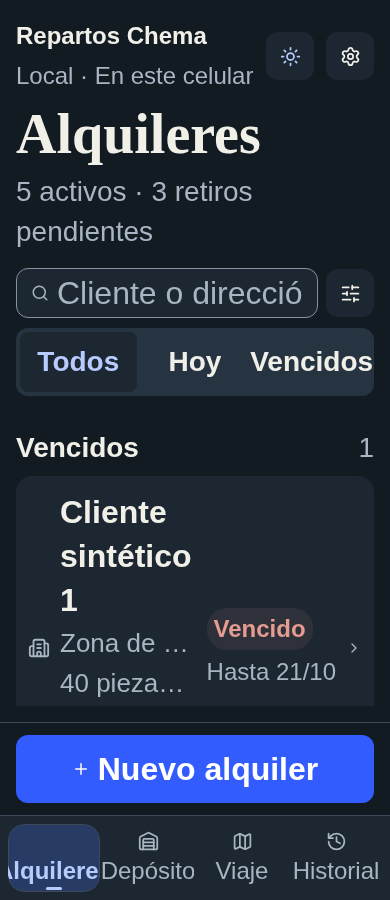 Repartos Chema
Local · En este celular
Alquileres
5 activos · 3 retiros
pendientes
Cliente o direcció
Todos Hoy Vencidos
Vencidos 1
Cliente
sintético
1
Zona de …
40 pieza…
Vencido
Hasta 21/10
+ Nuevo alquiler
lquilere Depósito Viaje Historial